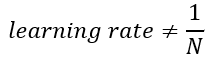 learning rate ≠ 1/N